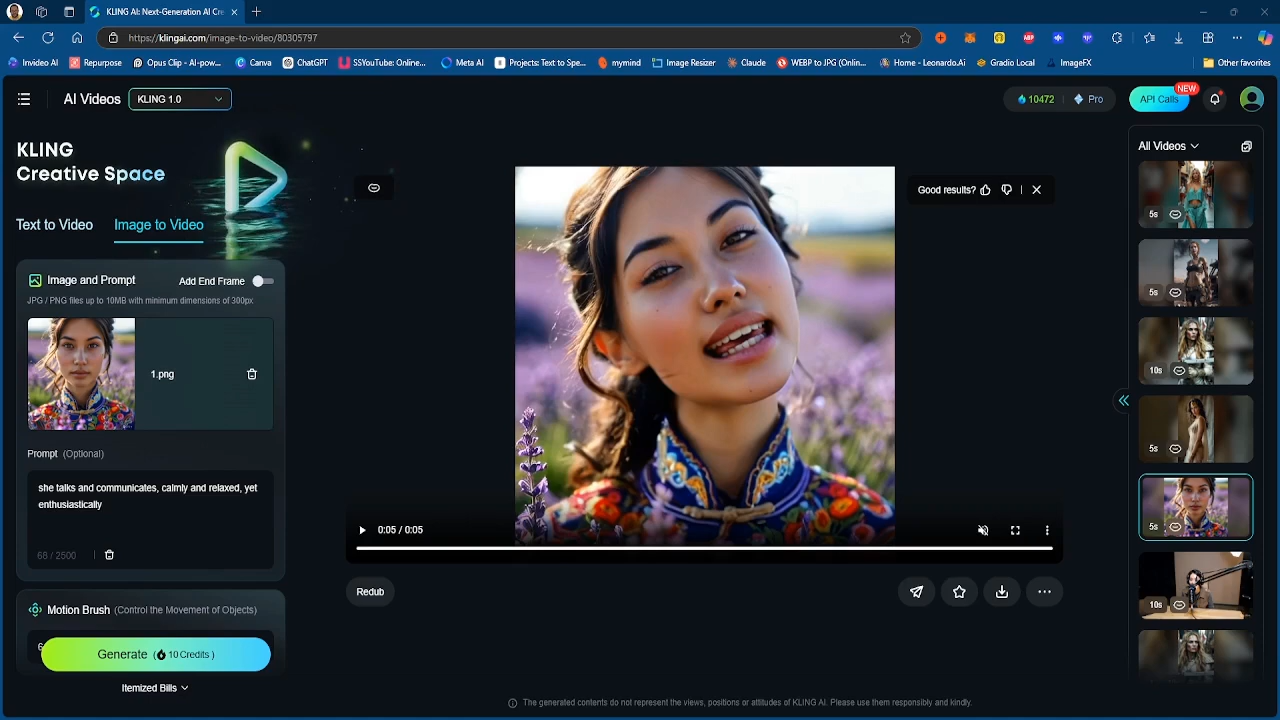 KLING AI: Next-Generation AI Cre
https://klingai.com/image-to-video/80305797
Invideo AI
Repurpose
Opus Clip - AI-pow...
Canva
ChatGPT
SSYouTube: Online...
Meta AI
Projects: Text to Spe...
mymind
Image Resizer
Claude
WEBP to JPG (Onlin...
Home - Leonardo.Ai
Gradio Local
ImageFX
Other favorites
AI Videos
KLING 1.0
10472
Pro
API Calls
NEW
KLING
Creative Space
Text to Video
Image to Video
Image and Prompt
Add End Frame
JPG / PNG files up to 10MB with minimum dimensions of 300px
1.png
Prompt (Optional)
she talks and communicates, calmly and relaxed, yet
enthusiastically
68 / 2500
Motion Brush (Control the Movement of Objects)
Generate ( 10 Credits )
Itemized Bills
Good results?
0:05 / 0:05
Redub
All Videos
5s
5s
10s
5s
5s
10s
The generated contents do not represent the views, positions or attitudes of KLING AI. Please use them responsibly and kindly.